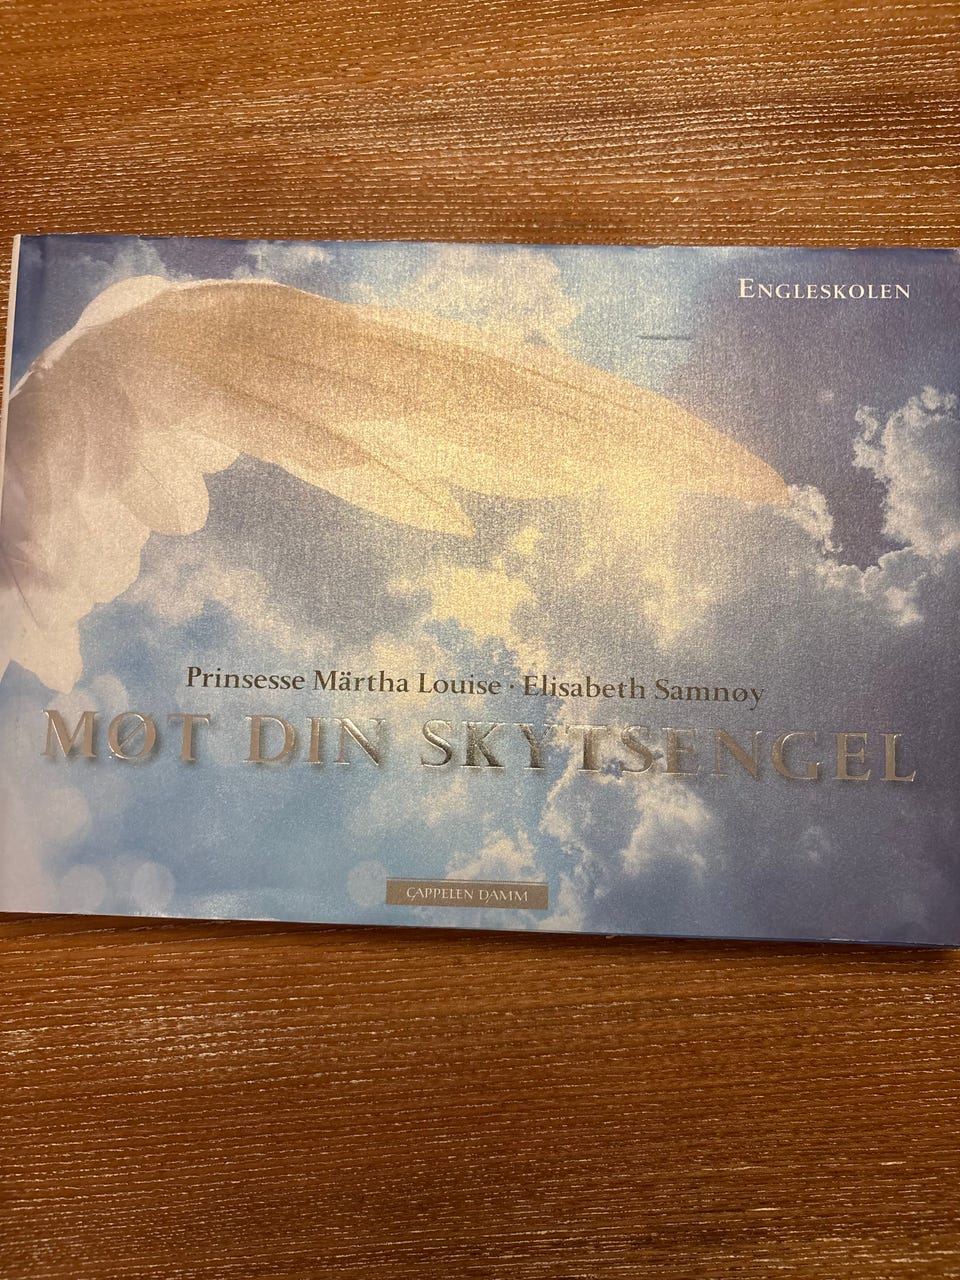 ENGLESKOLEN
Prinsesse Märtha Louise · Elisabeth Samnøy
MØT DIN SKYTSENGEL
CAPPELEN DAMM